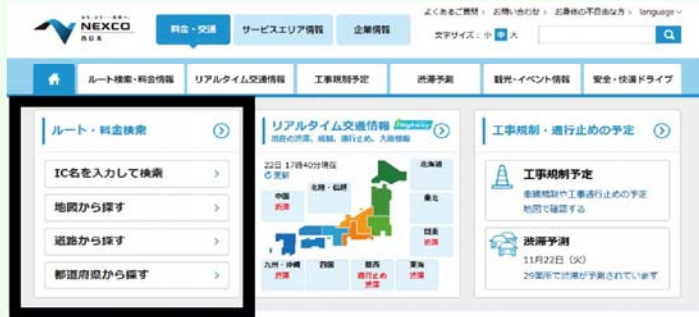 よくあるご質問
お問い合わせ
お身体の不自由な方
language
NEXCO
西日本
料金・交通
サービスエリア情報
企業情報
文字サイズ： 小 中 大
ルート検索・料金情報
リアルタイム交通情報
工事規制予定
渋滞予測
観光・イベント情報
安全・快適ドライブ
ルート・料金検索
IC名を入力して検索
地図から探す
道路から探す
都道府県から探す
リアルタイム交通情報
現在の渋滞、規制、通行止め、大雨情報
22日 17時40分現在
更新
北海道
北陸・信越
中国
渋滞
東北
関東
渋滞
九州・沖縄
渋滞
四国
関西
通行止め
渋滞
東海
渋滞
工事規制・通行止めの予定
工事規制予定
車線規制や工事通行止めの予定
地図で確認する
渋滞予測
11月22日（火）
29箇所で渋滞が予測されています